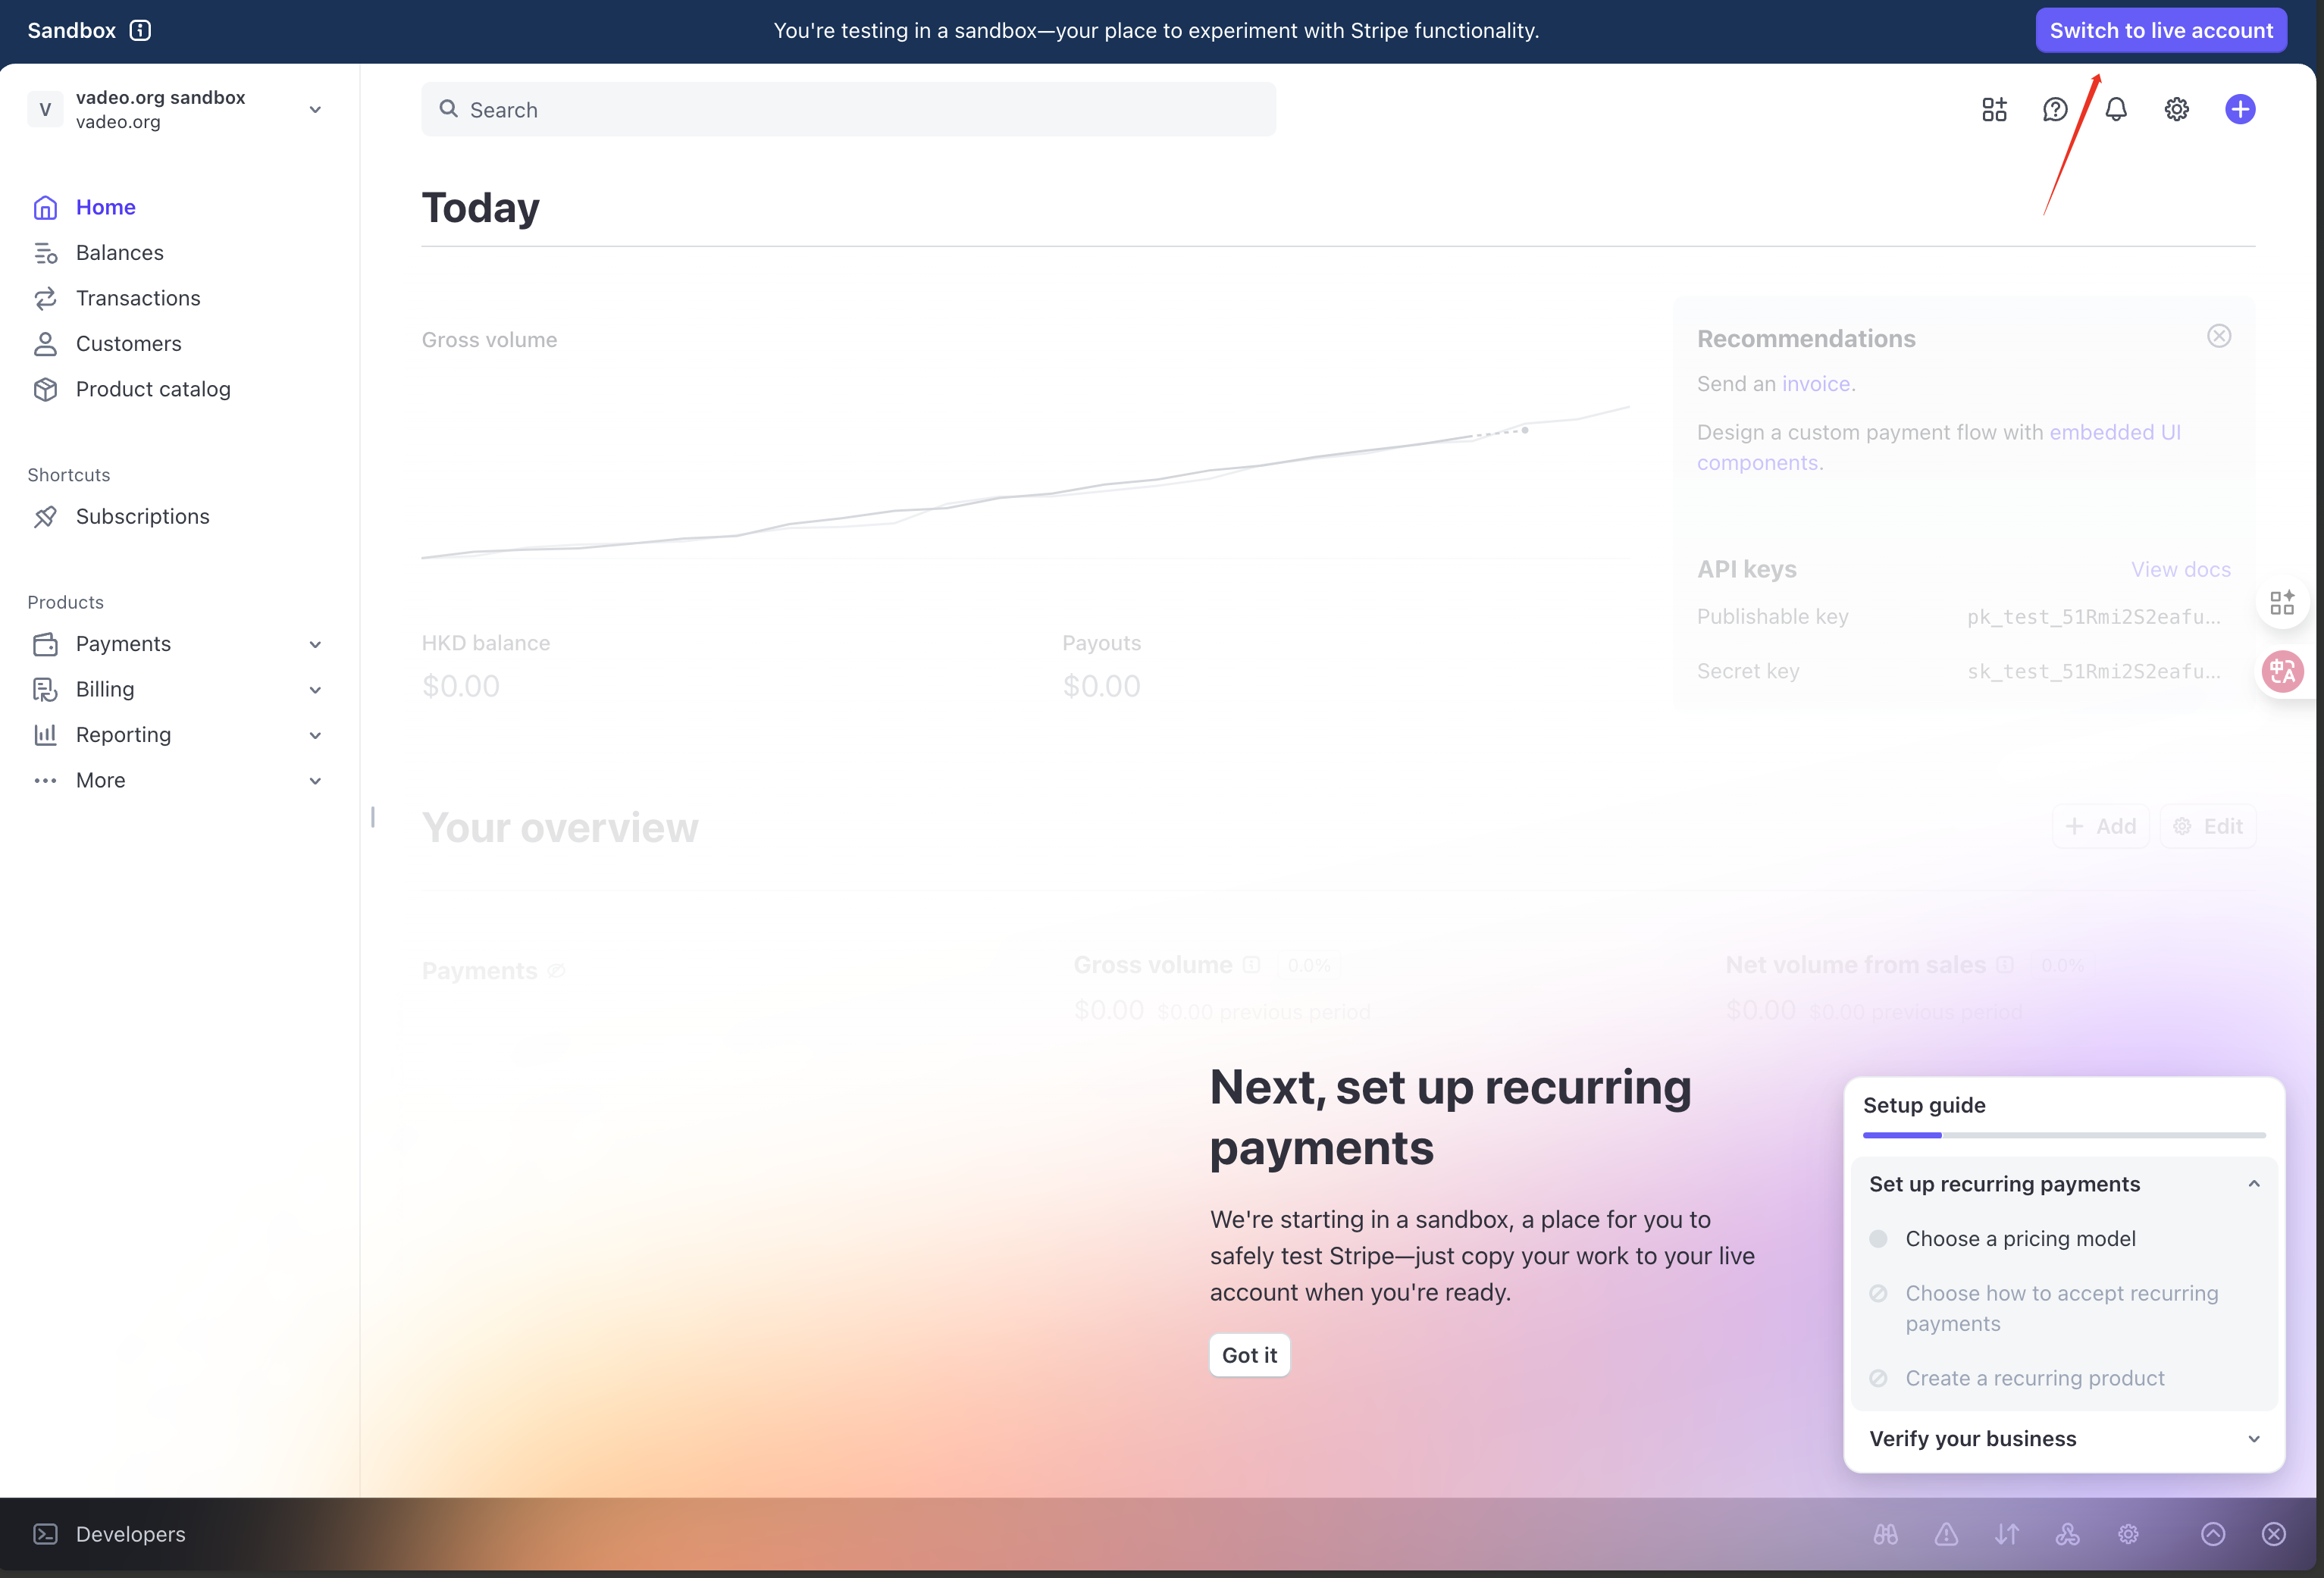 Sandbox
You're testing in a sandbox—your place to experiment with Stripe functionality.
Switch to live account
V
vadeo.org sandbox
vadeo.org
Search
Home
Balances
Transactions
Customers
Product catalog
Shortcuts
Subscriptions
Products
Payments
Billing
Reporting
More
Today
Gross volume
HKD balance
$0.00
Payouts
$0.00
Recommendations
Send an invoice.
Design a custom payment flow with embedded UI
components.
API keys
View docs
Publishable key
pk_test_51Rmi2S2eafu...
Secret key
sk_test_51Rmi2S2eafu...
中A
Your overview
Add
Edit
Payments
Gross volume
0.0%
$0.00
$0.00 previous period
Net volume from sales
0.0%
$0.00
$0.00 previous period
Next, set up recurring
payments
We're starting in a sandbox, a place for you to
safely test Stripe—just copy your work to your live
account when you're ready.
Got it
Setup guide
Set up recurring payments
Choose a pricing model
Choose how to accept recurring
payments
Create a recurring product
Verify your business
Developers